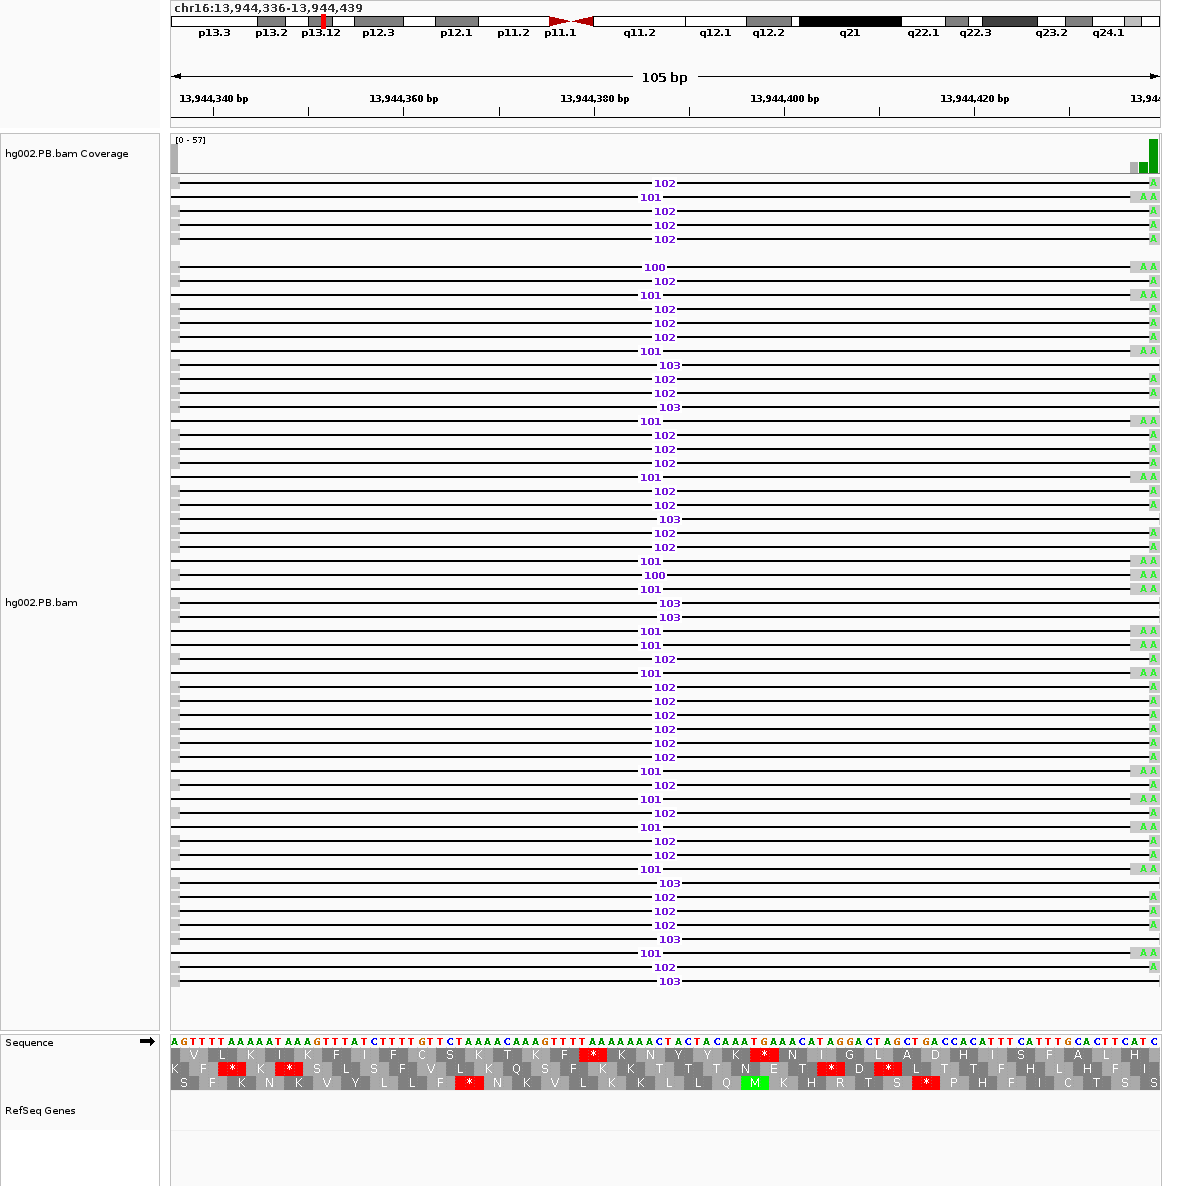 chr16:13,944,336-13,944,439
p13.3 p13.2 p13.12 p12.3 p12.1 p11.2 p11.1 q11.2 q12.1 q12.2 q21 q22.1 q22.3 q23.2 q24.1
105 bp
13,944,340 bp 13,944,360 bp 13,944,380 bp 13,944,400 bp 13,944,420 bp 13,944
[0 - 57]
hg002.PB.bam Coverage
102 A
101 A A
102 A
102 A
102 A
100 A A
102 A
101 A A
102 A
102 A
102 A
101 A A
103
102 A
102 A
103
101 A A
102 A
102 A
102 A
101 A A
102 A
102 A
103
102 A
102 A
101 A A
100 A A
101 A A
hg002.PB.bam 103
103
101 A A
101 A A
102 A
101 A A
102 A
102 A
102 A
102 A
102 A
102 A
101 A A
102 A
101 A A
102 A
101 A A
102 A
102 A
101 A A
103
102 A
102 A
102 A
103
101 A A
102 A
103
Sequence AGTTTTAAAAATAAAGTTTATCTTTTGTTCTAAAACAAAGTTTTAAAAAAACTACTACAAATGAAACATAGGACTAGCTGACCACATTTCATTTGCACTTCATC
V L K I K F I F C S K T K F * K N Y Y K * N I G L A D H I S F A L H
K F * K * S L S F V L K Q S F K K T T T N E T * D * L T T F H L H F I
S F K N K V Y L L F * N K V L K K L L Q M K H R T S * P H F I C T S S
RefSeq Genes